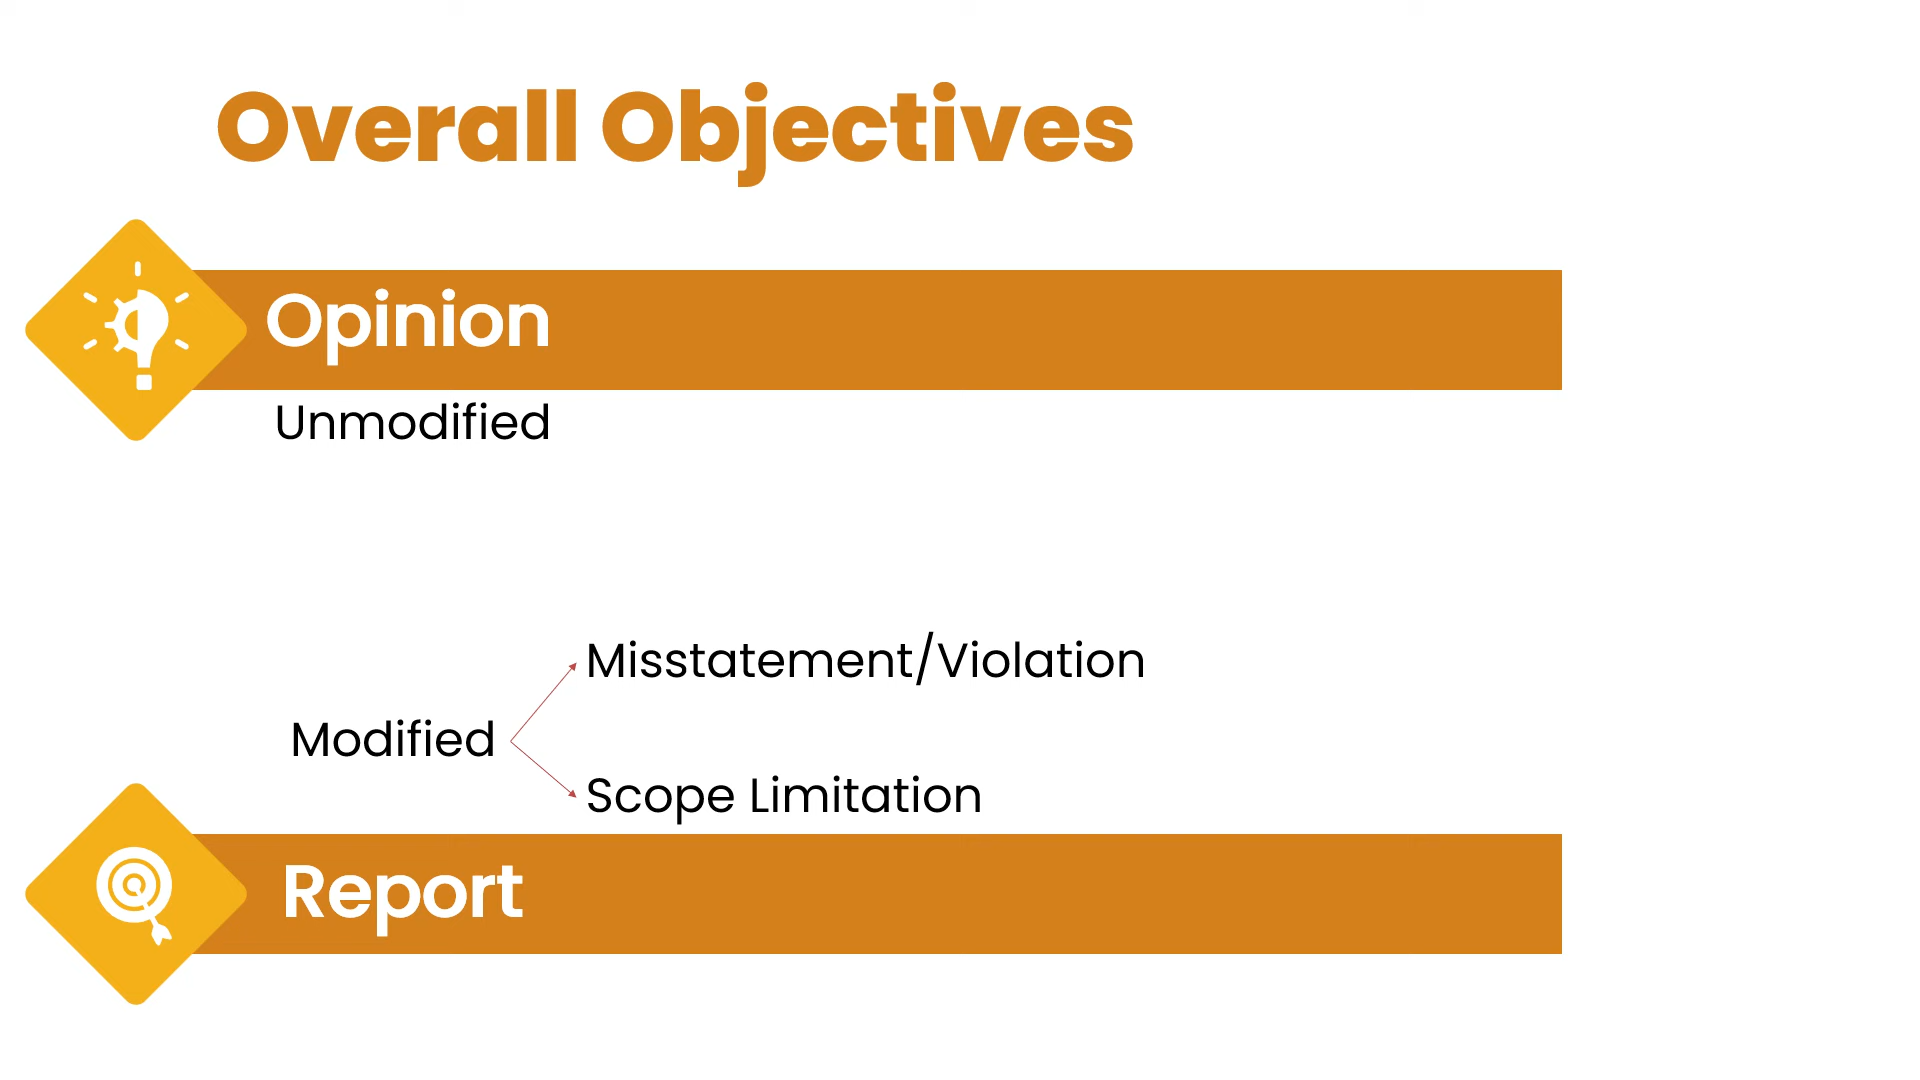 Overall Objectives
Opinion
Unmodified
Misstatement/Violation
Modified
Scope Limitation
Report